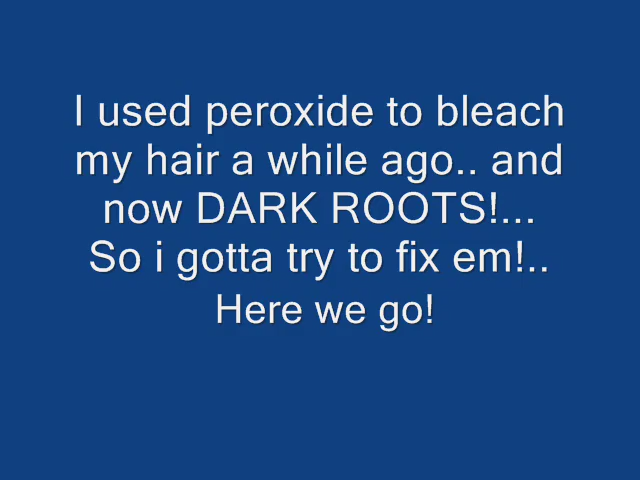 I used peroxide to bleach
my hair a while ago.. and
now DARK ROOTS!...
So i gotta try to fix em!..
Here we go!